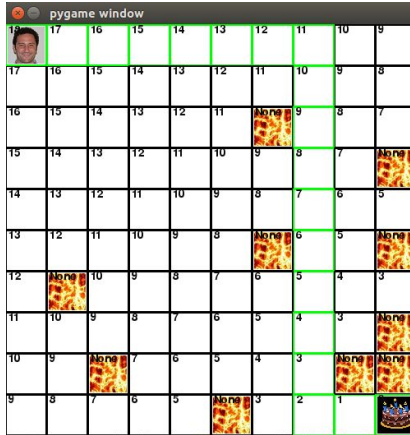 pygame window
18 17 16 15 14 13 12 11 10 9
17 16 15 14 13 12 11 10 9 8
16 15 14 13 12 11 None 9 8 7
15 14 13 12 11 10 9 8 7 None
14 13 12 11 10 9 8 7 6 5
13 12 11 10 9 8 None 6 5 None
12 None 10 9 8 7 6 5 4 3
11 10 9 8 7 6 5 4 3 None
10 9 None 7 6 5 4 3 None None
9 8 7 6 5 None 3 2 1